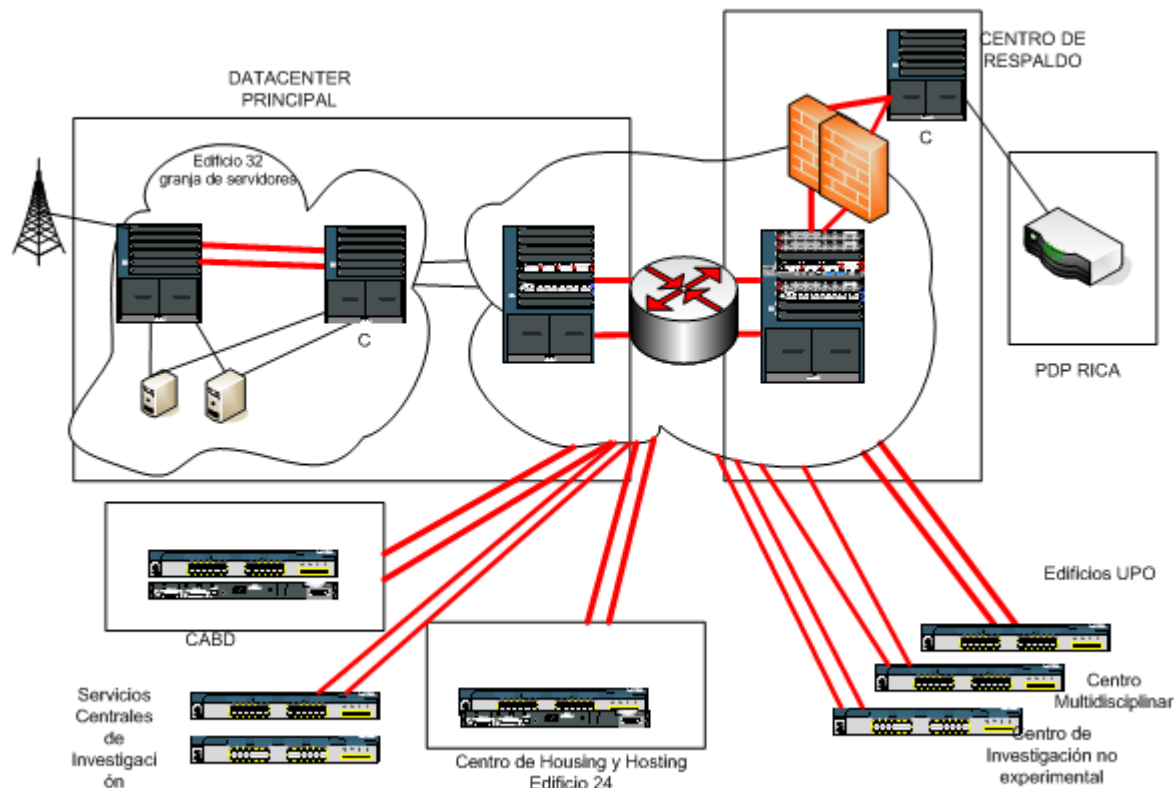 DATACENTER
PRINCIPAL
CENTRO DE
RESPALDO
Edificio 32
granja de servidores
C
C
PDP RICA
CABD
Servicios
Centrales
de
Investigaci
ón
Centro de Housing y Hosting
Edificio 24
Edificios UPO
Centro
Multidisciplinar
Centro de
Investigación no
experimental